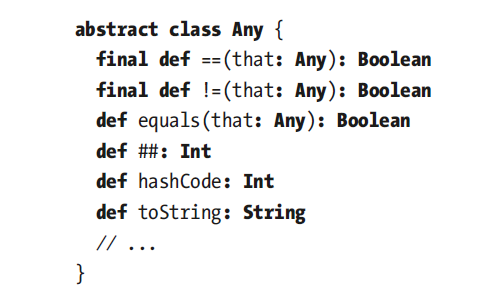 abstract class Any {
  final def ==(that: Any): Boolean
  final def !=(that: Any): Boolean
  def equals(that: Any): Boolean
  def ##: Int
  def hashCode: Int
  def toString: String
  // ...
}